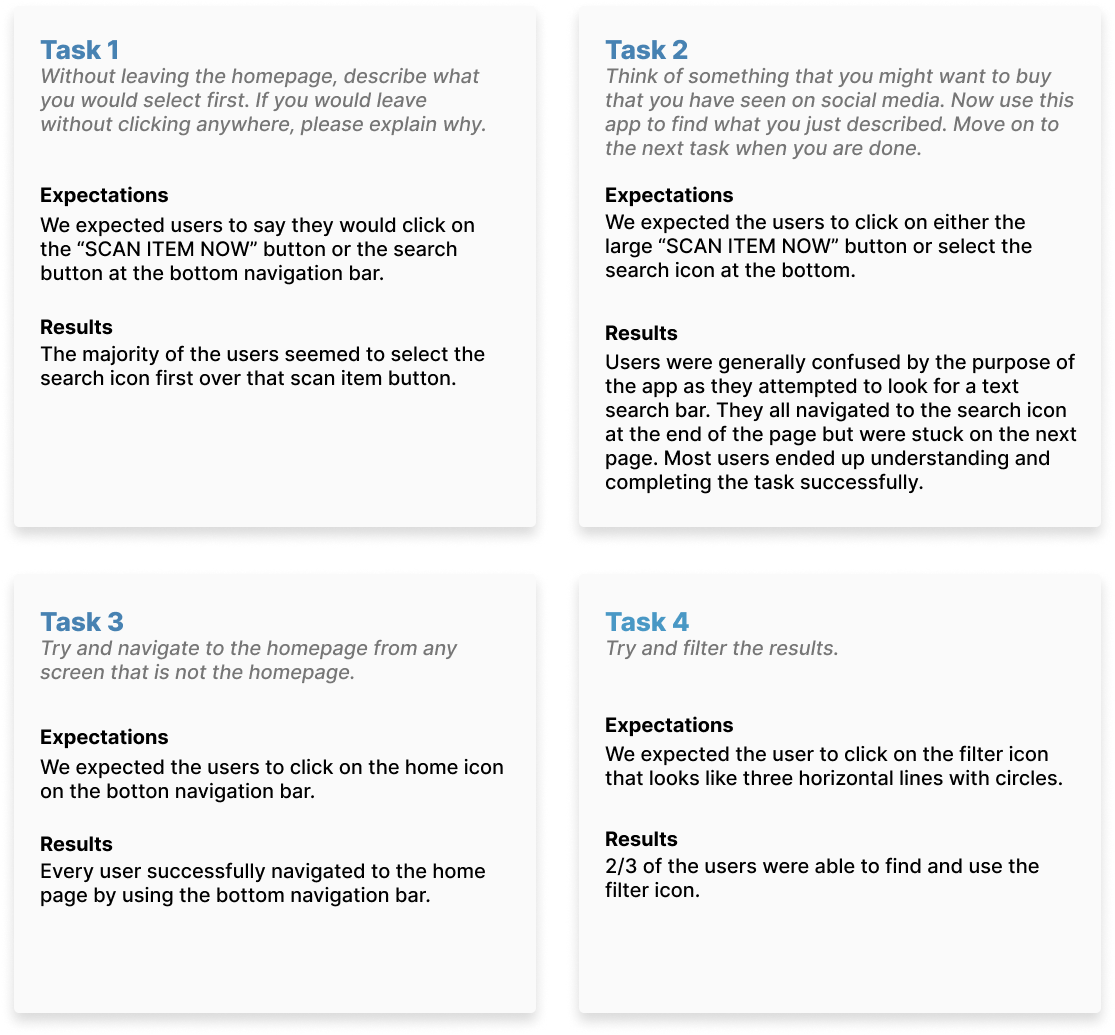 Task 1
Without leaving the homepage, describe what
you would select first. If you would leave
without clicking anywhere, please explain why.
Expectations
We expected users to say they would click on
the “SCAN ITEM NOW” button or the search
button at the bottom navigation bar.
Results
The majority of the users seemed to select the
search icon first over that scan item button.
Task 2
Think of something that you might want to buy
that you have seen on social media. Now use this
app to find what you just described. Move on to
the next task when you are done.
Expectations
We expected the users to click on either the
large “SCAN ITEM NOW” button or select the
search icon at the bottom.
Results
Users were generally confused by the purpose of
the app as they attempted to look for a text
search bar. They all navigated to the search icon
at the end of the page but were stuck on the next
page. Most users ended up understanding and
completing the task successfully.
Task 3
Try and navigate to the homepage from any
screen that is not the homepage.
Expectations
We expected the users to click on the home icon
on the botton navigation bar.
Results
Every user successfully navigated to the home
page by using the bottom navigation bar.
Task 4
Try and filter the results.
Expectations
We expected the user to click on the filter icon
that looks like three horizontal lines with circles.
Results
2/3 of the users were able to find and use the
filter icon.